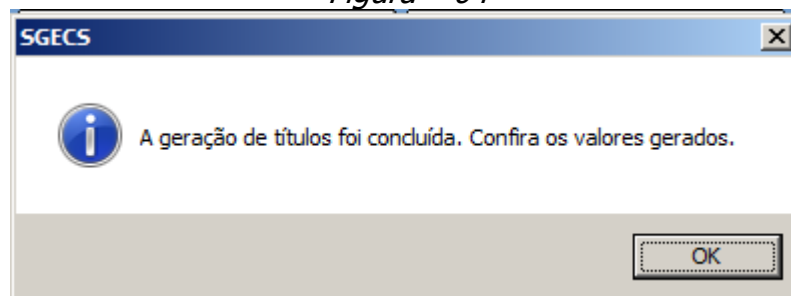 SGECS
A geração de títulos foi concluída. Confira os valores gerados.
OK